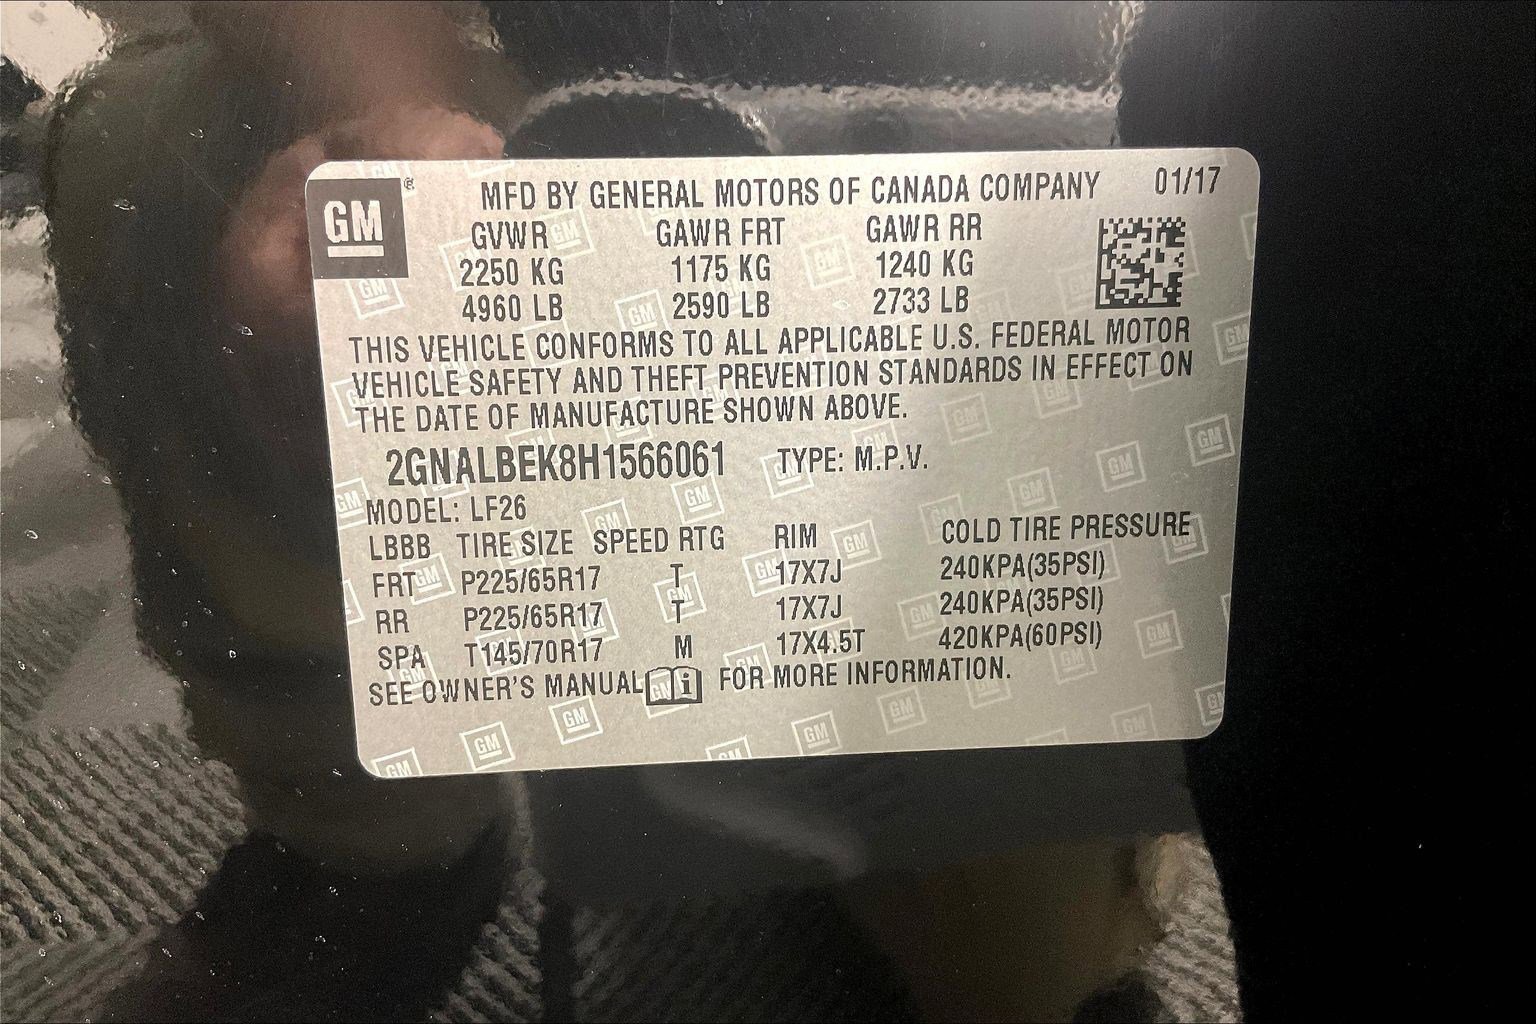 GM ® MFD BY GENERAL MOTORS OF CANADA COMPANY 01/17
GVWR GAWR FRT GAWR RR
2250 KG 1175 KG 1240 KG
4960 LB 2590 LB 2733 LB
THIS VEHICLE CONFORMS TO ALL APPLICABLE U.S. FEDERAL MOTOR
VEHICLE SAFETY AND THEFT PREVENTION STANDARDS IN EFFECT ON
THE DATE OF MANUFACTURE SHOWN ABOVE.
2GNALBEK8H1566061 TYPE: M.P.V.
MODEL: LF26
LBBB TIRE SIZE SPEED RTG RIM COLD TIRE PRESSURE
FRT P225/65R17 T 17X7J 240KPA(35PSI)
RR P225/65R17 T 17X7J 240KPA(35PSI)
SPA T145/70R17 M 17X4.5T 420KPA(60PSI)
SEE OWNER'S MANUAL i FOR MORE INFORMATION.